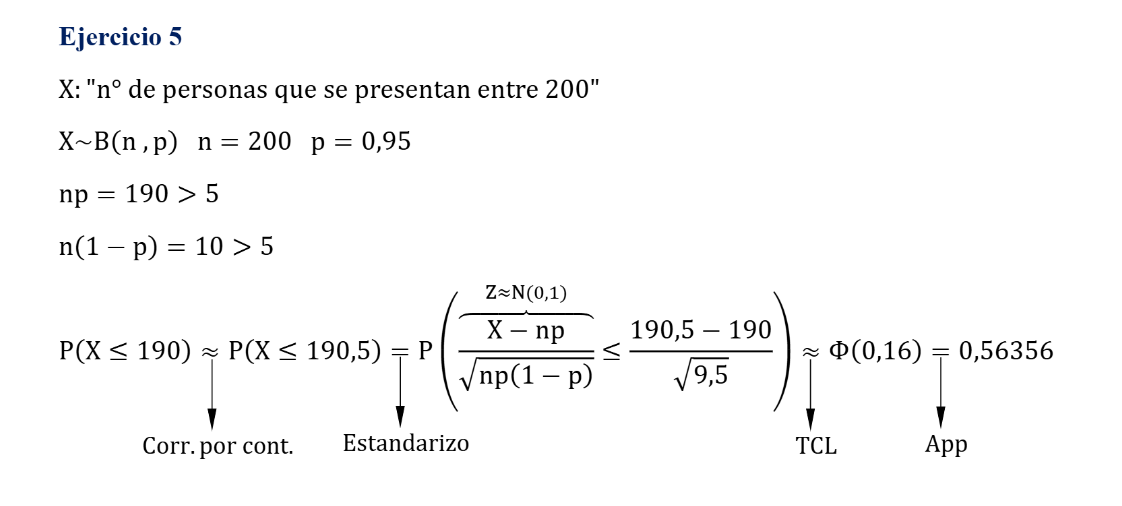 Ejercicio 5
X: "n° de personas que se presentan entre 200"
X~B(n , p) n = 200 p = 0,95
np = 190 > 5
n(1 − p) = 10 > 5
P(X ≤ 190) ≈ P(X ≤ 190,5) = P( (X − np)/√(np(1 − p)) ≤ (190,5 − 190)/√9,5 ) ≈ Φ(0,16) = 0,56356
Z≈N(0,1)
Corr. por cont. Estandarizo TCL App